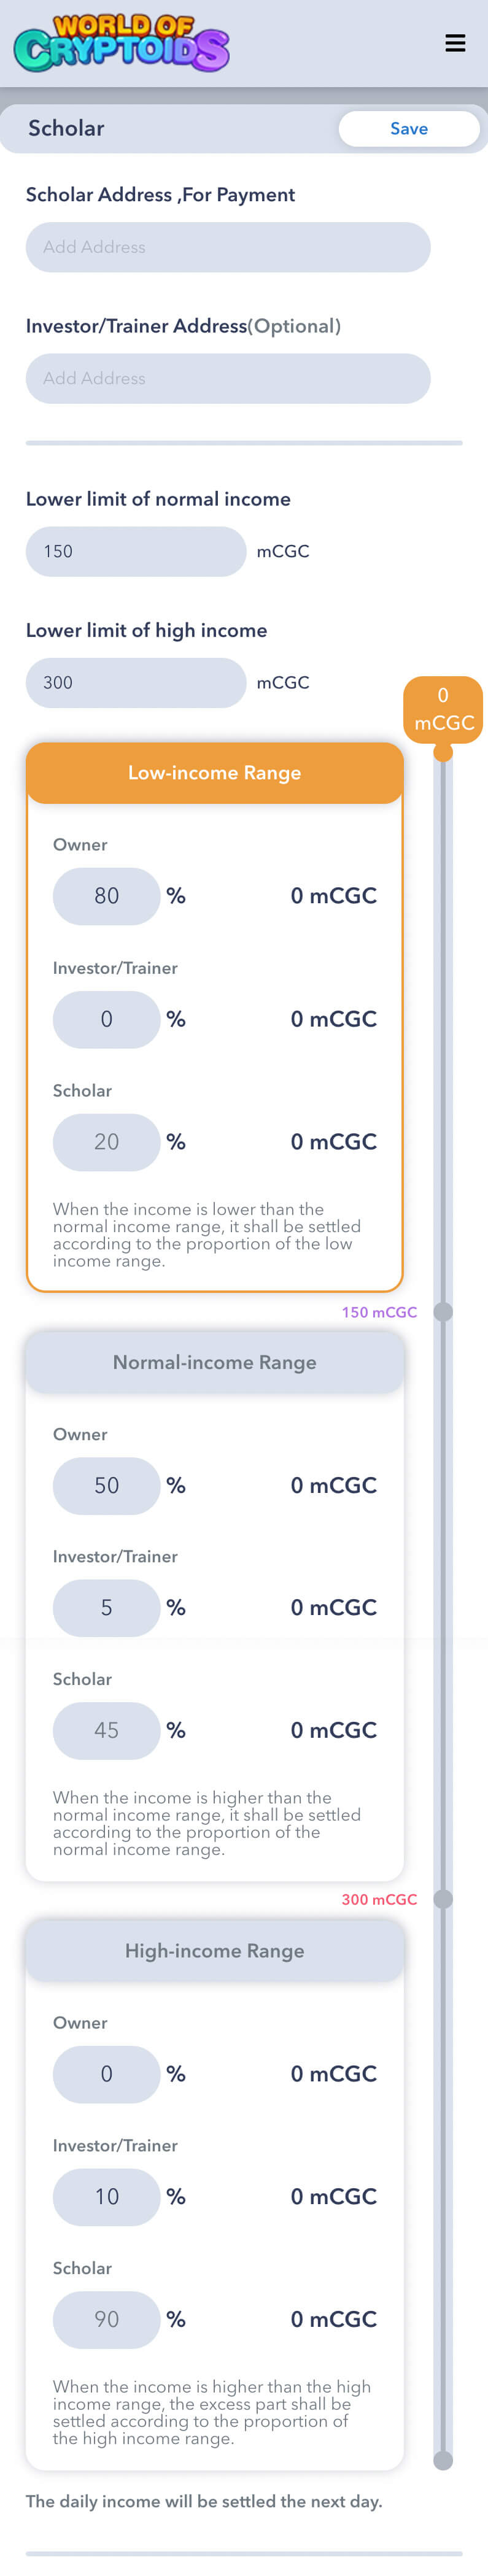 WORLD OF
CRYPTOIDS
Scholar
Save
Scholar Address ,For Payment
Add Address
Investor/Trainer Address(Optional)
Add Address
Lower limit of normal income
150 mCGC
Lower limit of high income
300 mCGC
0
mCGC
Low-income Range
Owner
80 % 0 mCGC
Investor/Trainer
0 % 0 mCGC
Scholar
20 % 0 mCGC
When the income is lower than the
normal income range, it shall be settled
according to the proportion of the low
income range.
150 mCGC
Normal-income Range
Owner
50 % 0 mCGC
Investor/Trainer
5 % 0 mCGC
Scholar
45 % 0 mCGC
When the income is higher than the
normal income range, it shall be settled
according to the proportion of the
normal income range.
300 mCGC
High-income Range
Owner
0 % 0 mCGC
Investor/Trainer
10 % 0 mCGC
Scholar
90 % 0 mCGC
When the income is higher than the high
income range, the excess part shall be
settled according to the proportion of
the high income range.
The daily income will be settled the next day.